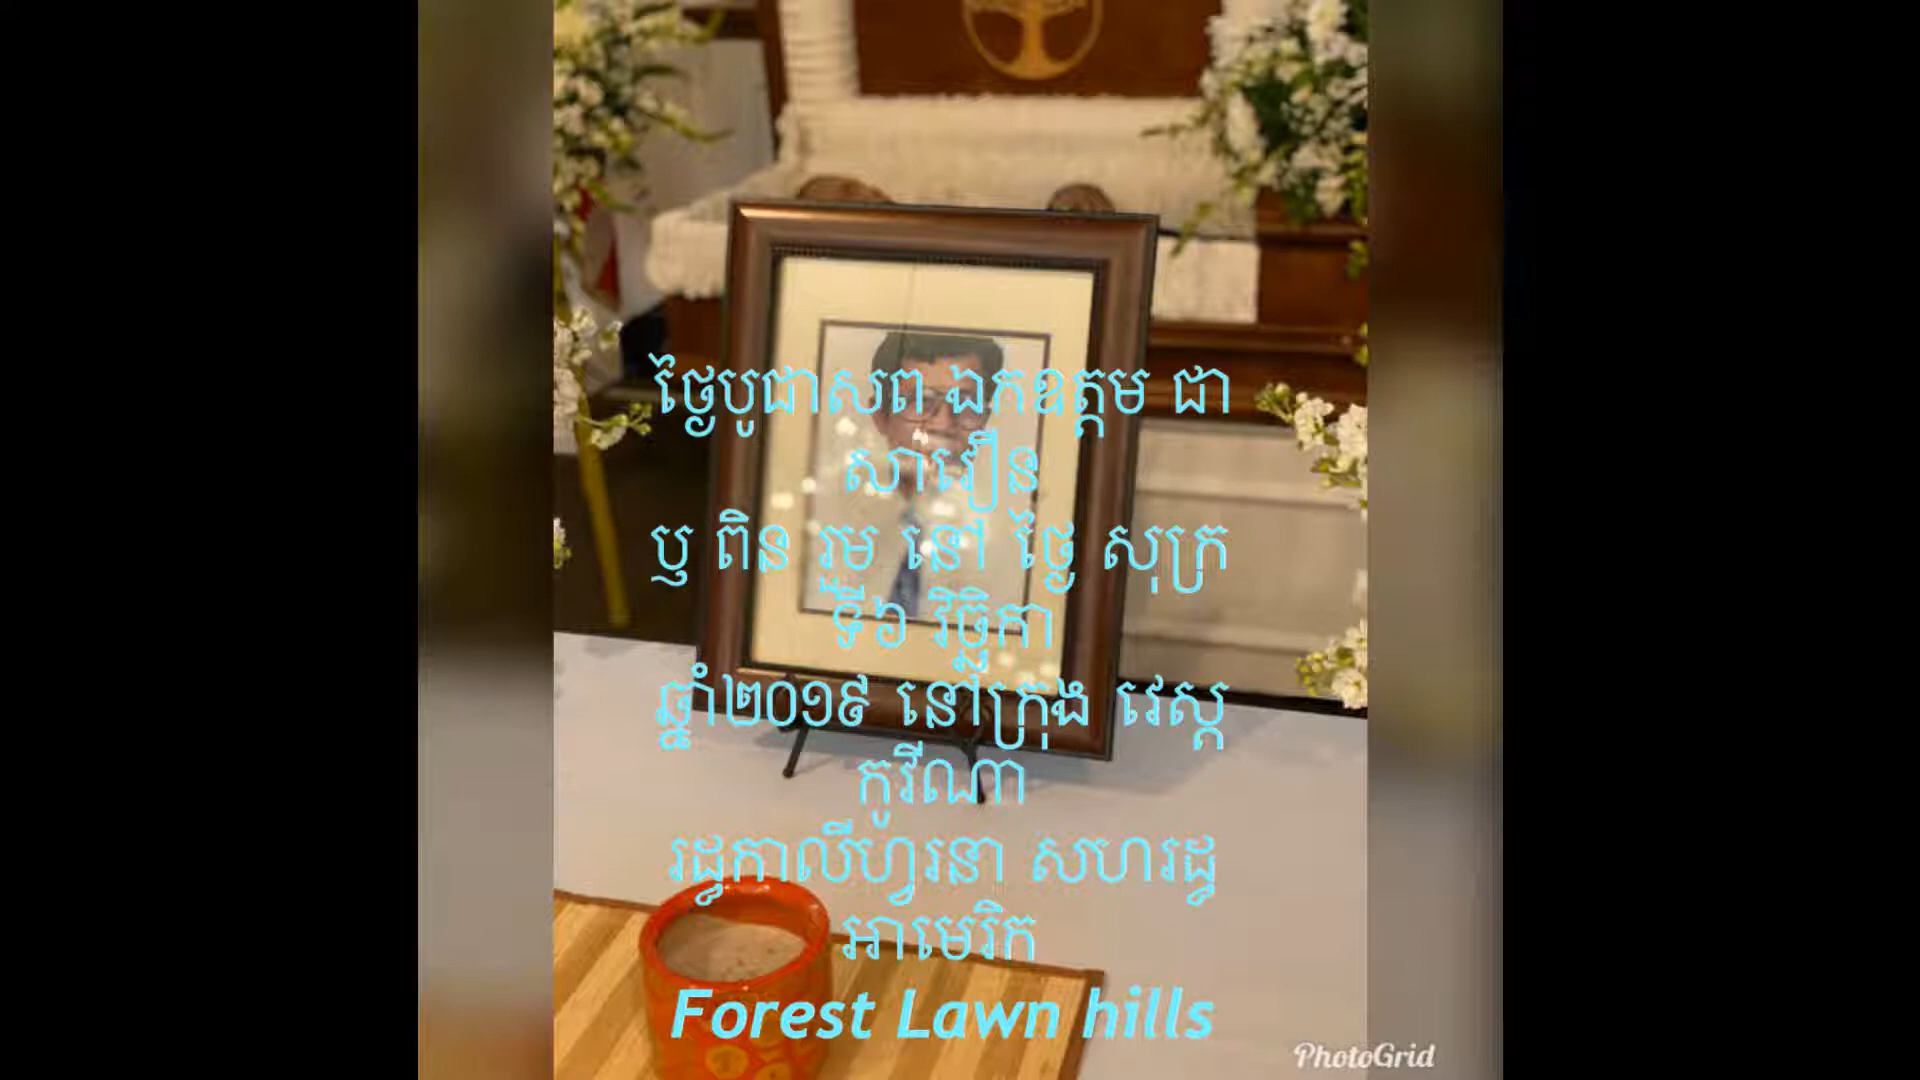 ថ្ងៃបូជាសព ឯកឧត្តម ជា
សាវឿន
ឫ ពិន រួម នៅ ថ្ងៃ សុក្រ
ទី៦ វិច្ឆិកា
ឆ្នាំ២០១៩ នៅក្រុង វេស្ត
កូវីណា
រដ្ឋកាលីហ្វរនា សហរដ្ឋ
អាមេរិក
Forest Lawn hills
PhotoGrid